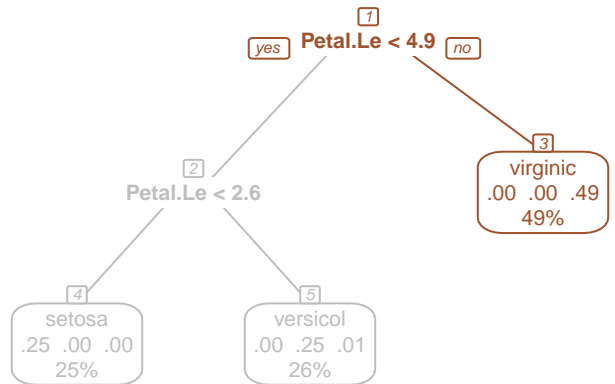 1
yes Petal.Le < 4.9 no
3
virginic
.00 .00 .49
49%
2
Petal.Le < 2.6
4
setosa
.25 .00 .00
25%
5
versicol
.00 .25 .01
26%